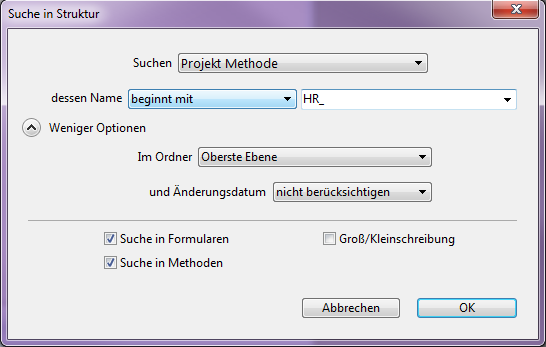 Suche in Struktur
Suchen Projekt Methode
dessen Name beginnt mit HR_
Weniger Optionen
Im Ordner Oberste Ebene
und Änderungsdatum nicht berücksichtigen
Suche in Formularen Groß/Kleinschreibung
Suche in Methoden
Abbrechen OK